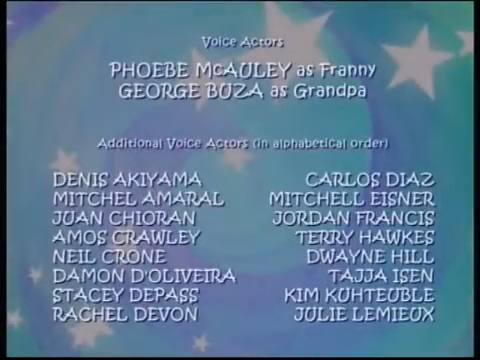 Voice Actors
PHOEBE McAULEY as Franny
GEORGE BUZA as Grandpa
Additional Voice Actors (in alphabetical order)
DENIS AKIYAMA CARLOS DIAZ
MITCHEL AMARAL MITCHELL EISNER
JUAN CHIORAN JORDAN FRANCIS
AMOS CRAWLEY TERRY HAWKES
NEIL CRONE DWAYNE HILL
DAMON D'OLIVEIRA TAJJA ISEN
STACEY DEPASS KIM KUHTEUBLE
RACHEL DEVON JULIE LEMIEUX